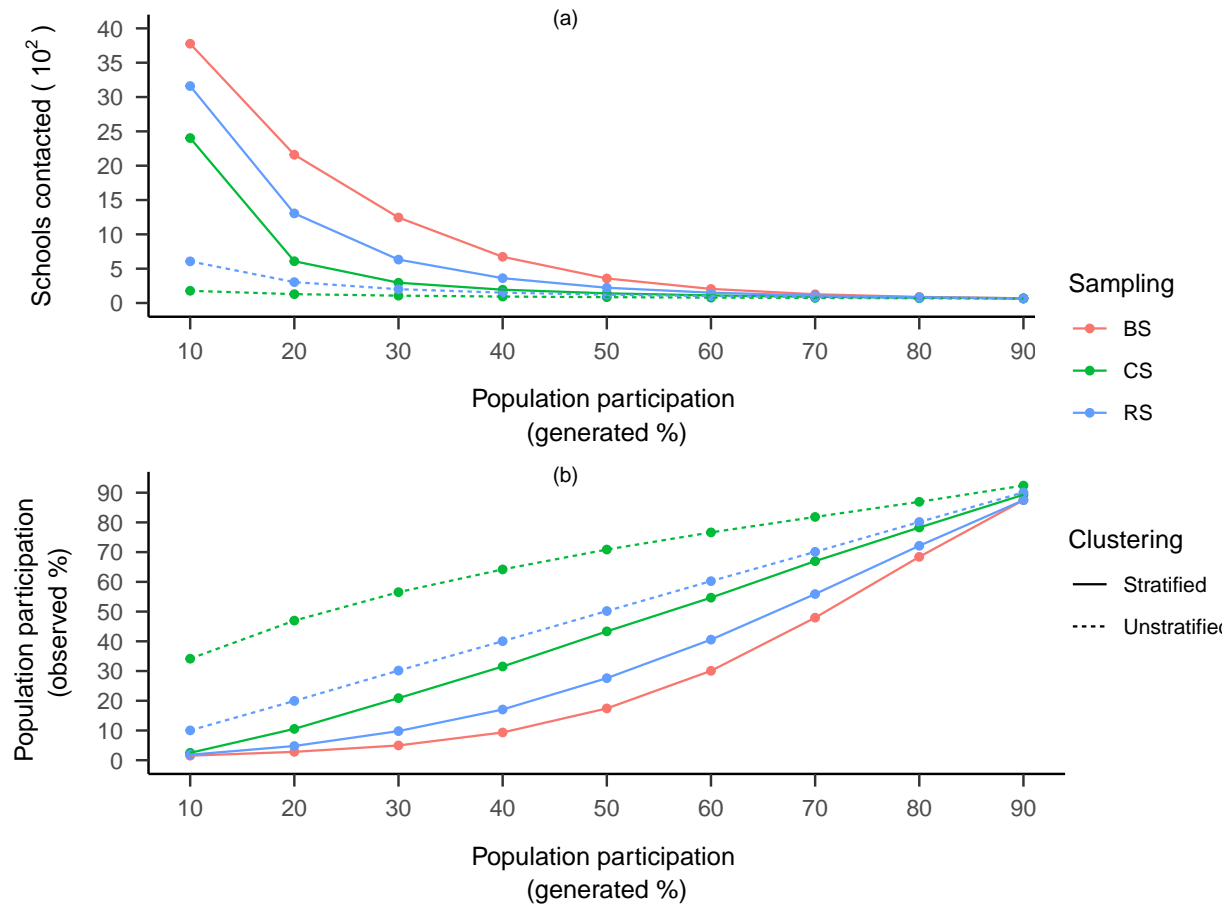 (a)
Schools contacted ( 10²)
40
35
30
25
20
15
10
5
0
10 20 30 40 50 60 70 80 90
Population participation
(generated %)
(b)
Population participation
(observed %)
90
80
70
60
50
40
30
20
10
0
10 20 30 40 50 60 70 80 90
Population participation
(generated %)
Sampling
BS
CS
RS
Clustering
Stratified
Unstratified